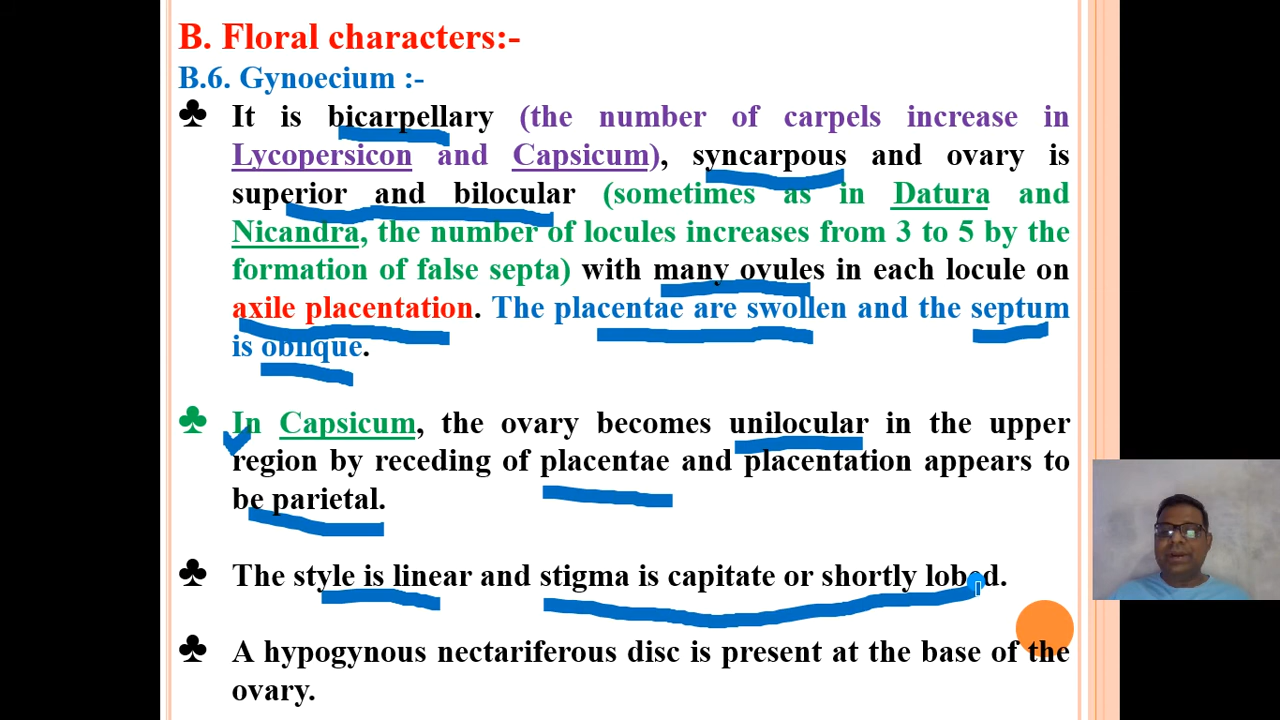 B. Floral characters:-
B.6. Gynoecium :-
♣ It is bicarpellary (the number of carpels increase in
Lycopersicon and Capsicum), syncarpous and ovary is
superior and bilocular (sometimes as in Datura and
Nicandra, the number of locules increases from 3 to 5 by the
formation of false septa) with many ovules in each locule on
axile placentation. The placentae are swollen and the septum
is oblique.
♣ In Capsicum, the ovary becomes unilocular in the upper
region by receding of placentae and placentation appears to
be parietal.
♣ The style is linear and stigma is capitate or shortly lobed.
♣ A hypogynous nectariferous disc is present at the base of the
ovary.